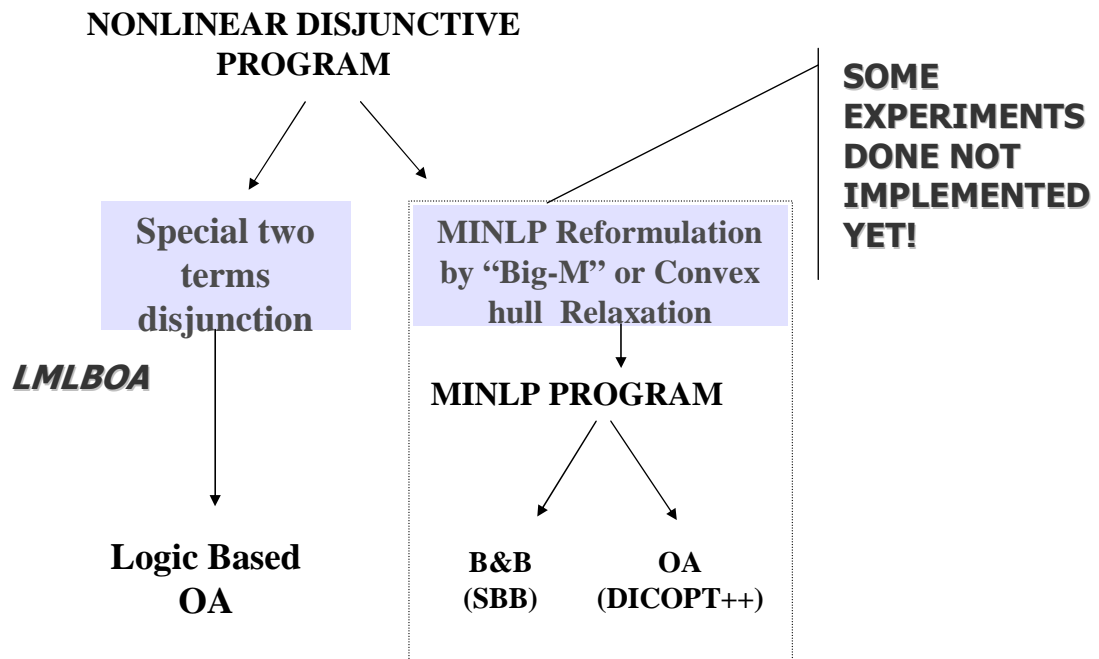 NONLINEAR DISJUNCTIVE
PROGRAM
SOME
EXPERIMENTS
DONE NOT
IMPLEMENTED
YET!
Special two
terms
disjunction
MINLP Reformulation
by “Big-M” or Convex
hull Relaxation
LMLBOA
MINLP PROGRAM
Logic Based
OA
B&B
(SBB)
OA
(DICOPT++)